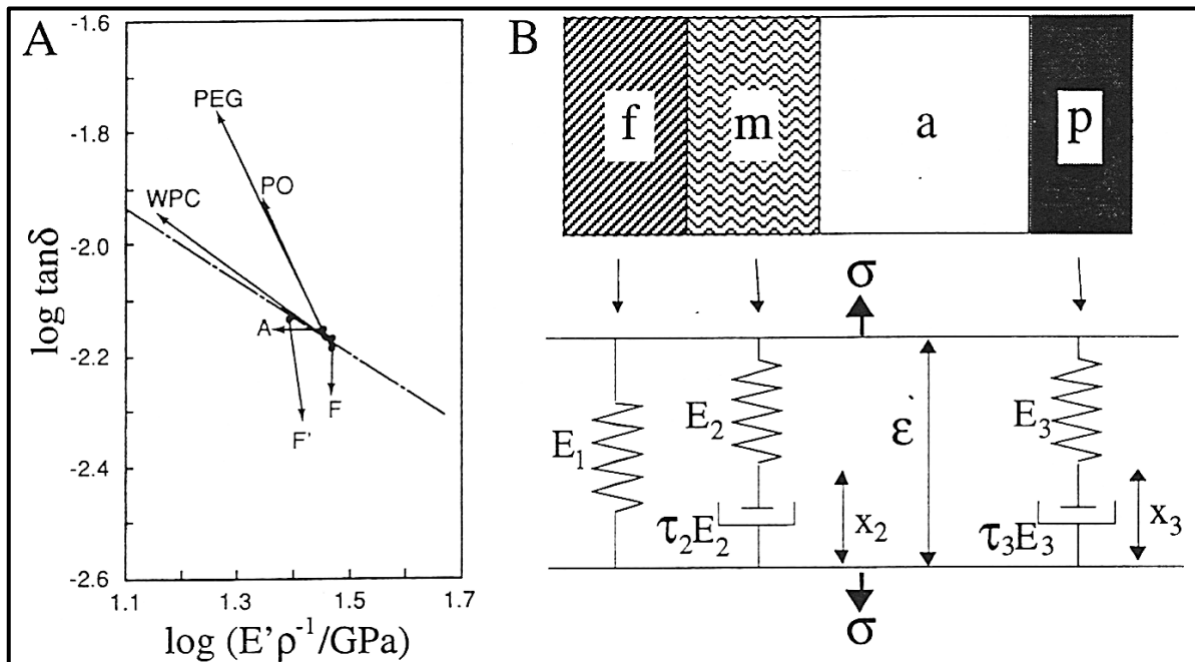 A
-1.6
-1.8
-2.0
-2.2
-2.4
-2.6
log tanδ
PEG
PO
WPC
A
F
F'
1.1
1.3
1.5
1.7
log (E'ρ⁻¹/GPa)
B
f
m
a
p
σ
E₁
E₂
ε
E₃
τ₂E₂
x₂
τ₃E₃
x₃
σ